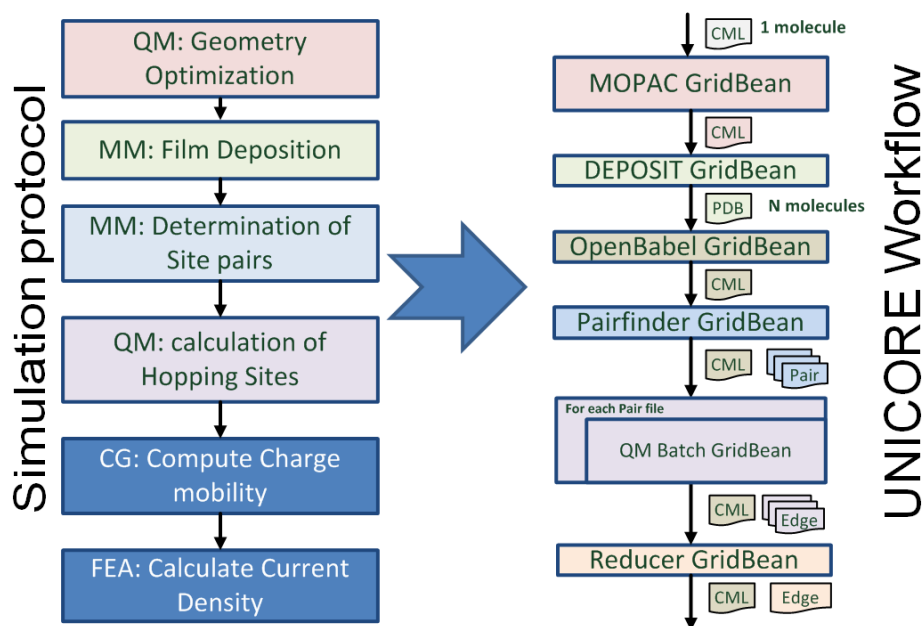 Simulation protocol
QM: Geometry
Optimization
MM: Film Deposition
MM: Determination of
Site pairs
QM: calculation of
Hopping Sites
CG: Compute Charge
mobility
FEA: Calculate Current
Density
CML
1 molecule
MOPAC GridBean
CML
DEPOSIT GridBean
PDB
N molecules
OpenBabel GridBean
CML
Pairfinder GridBean
CML
Pair
For each Pair file
QM Batch GridBean
CML
Edge
Reducer GridBean
CML
Edge
UNICORE Workflow